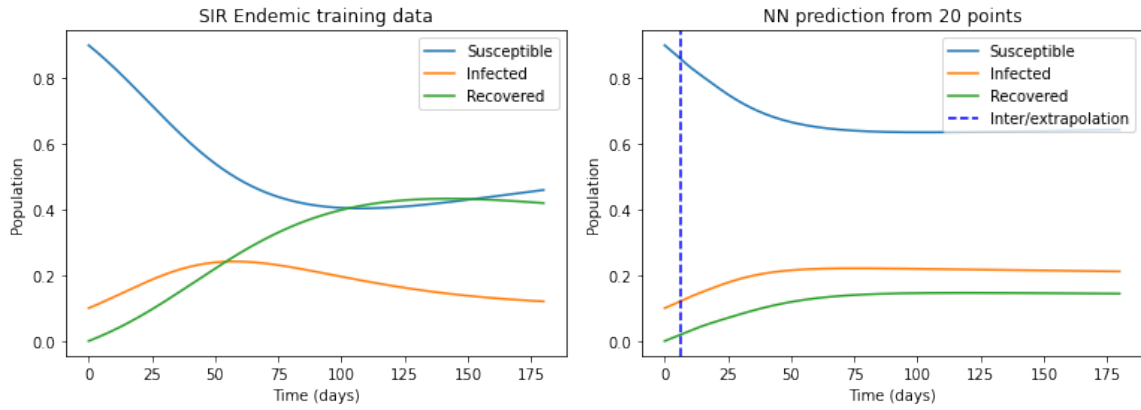 SIR Endemic training data
Susceptible
Infected
Recovered
Population
0.8
0.6
0.4
0.2
0.0
0 25 50 75 100 125 150 175
Time (days)
NN prediction from 20 points
Susceptible
Infected
Recovered
Inter/extrapolation
Population
0.8
0.6
0.4
0.2
0.0
0 25 50 75 100 125 150 175
Time (days)